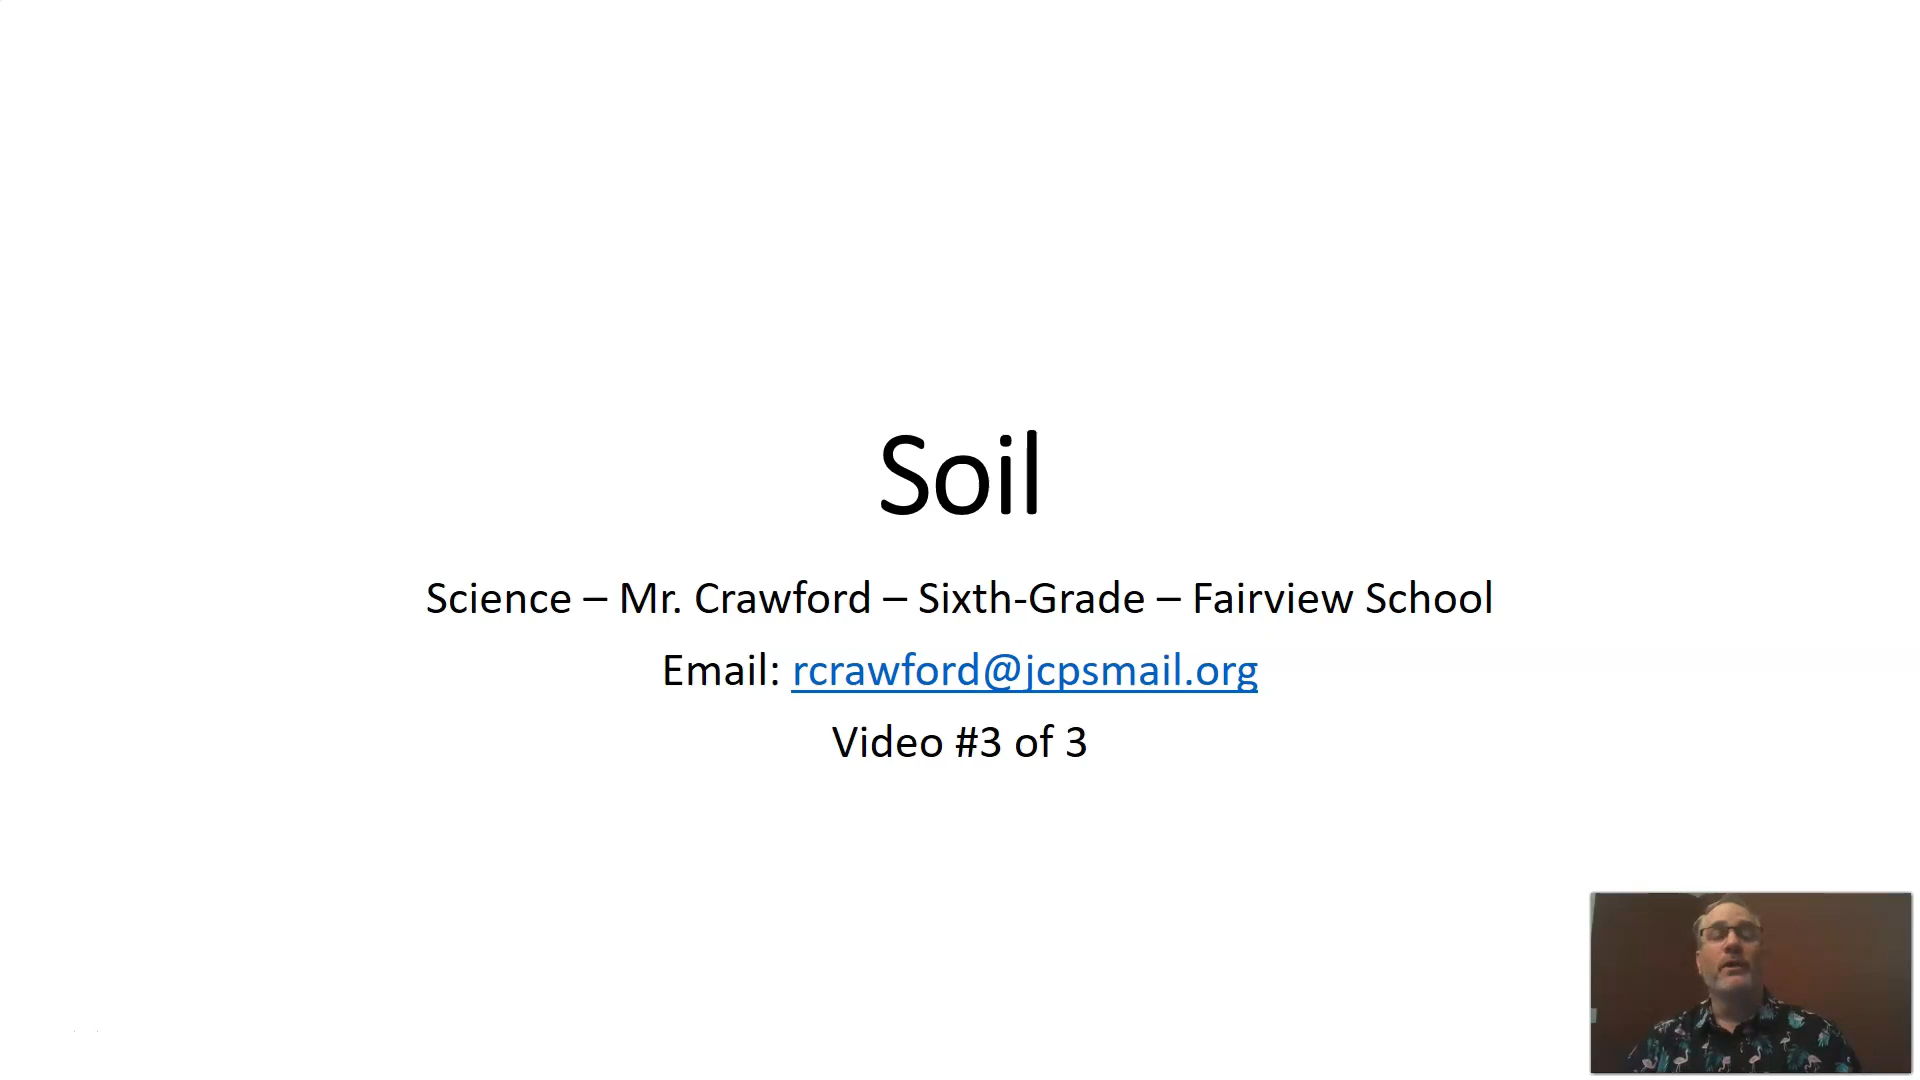 Soil
Science – Mr. Crawford – Sixth-Grade – Fairview School
Email: rcrawford@jcpsmail.org
Video #3 of 3